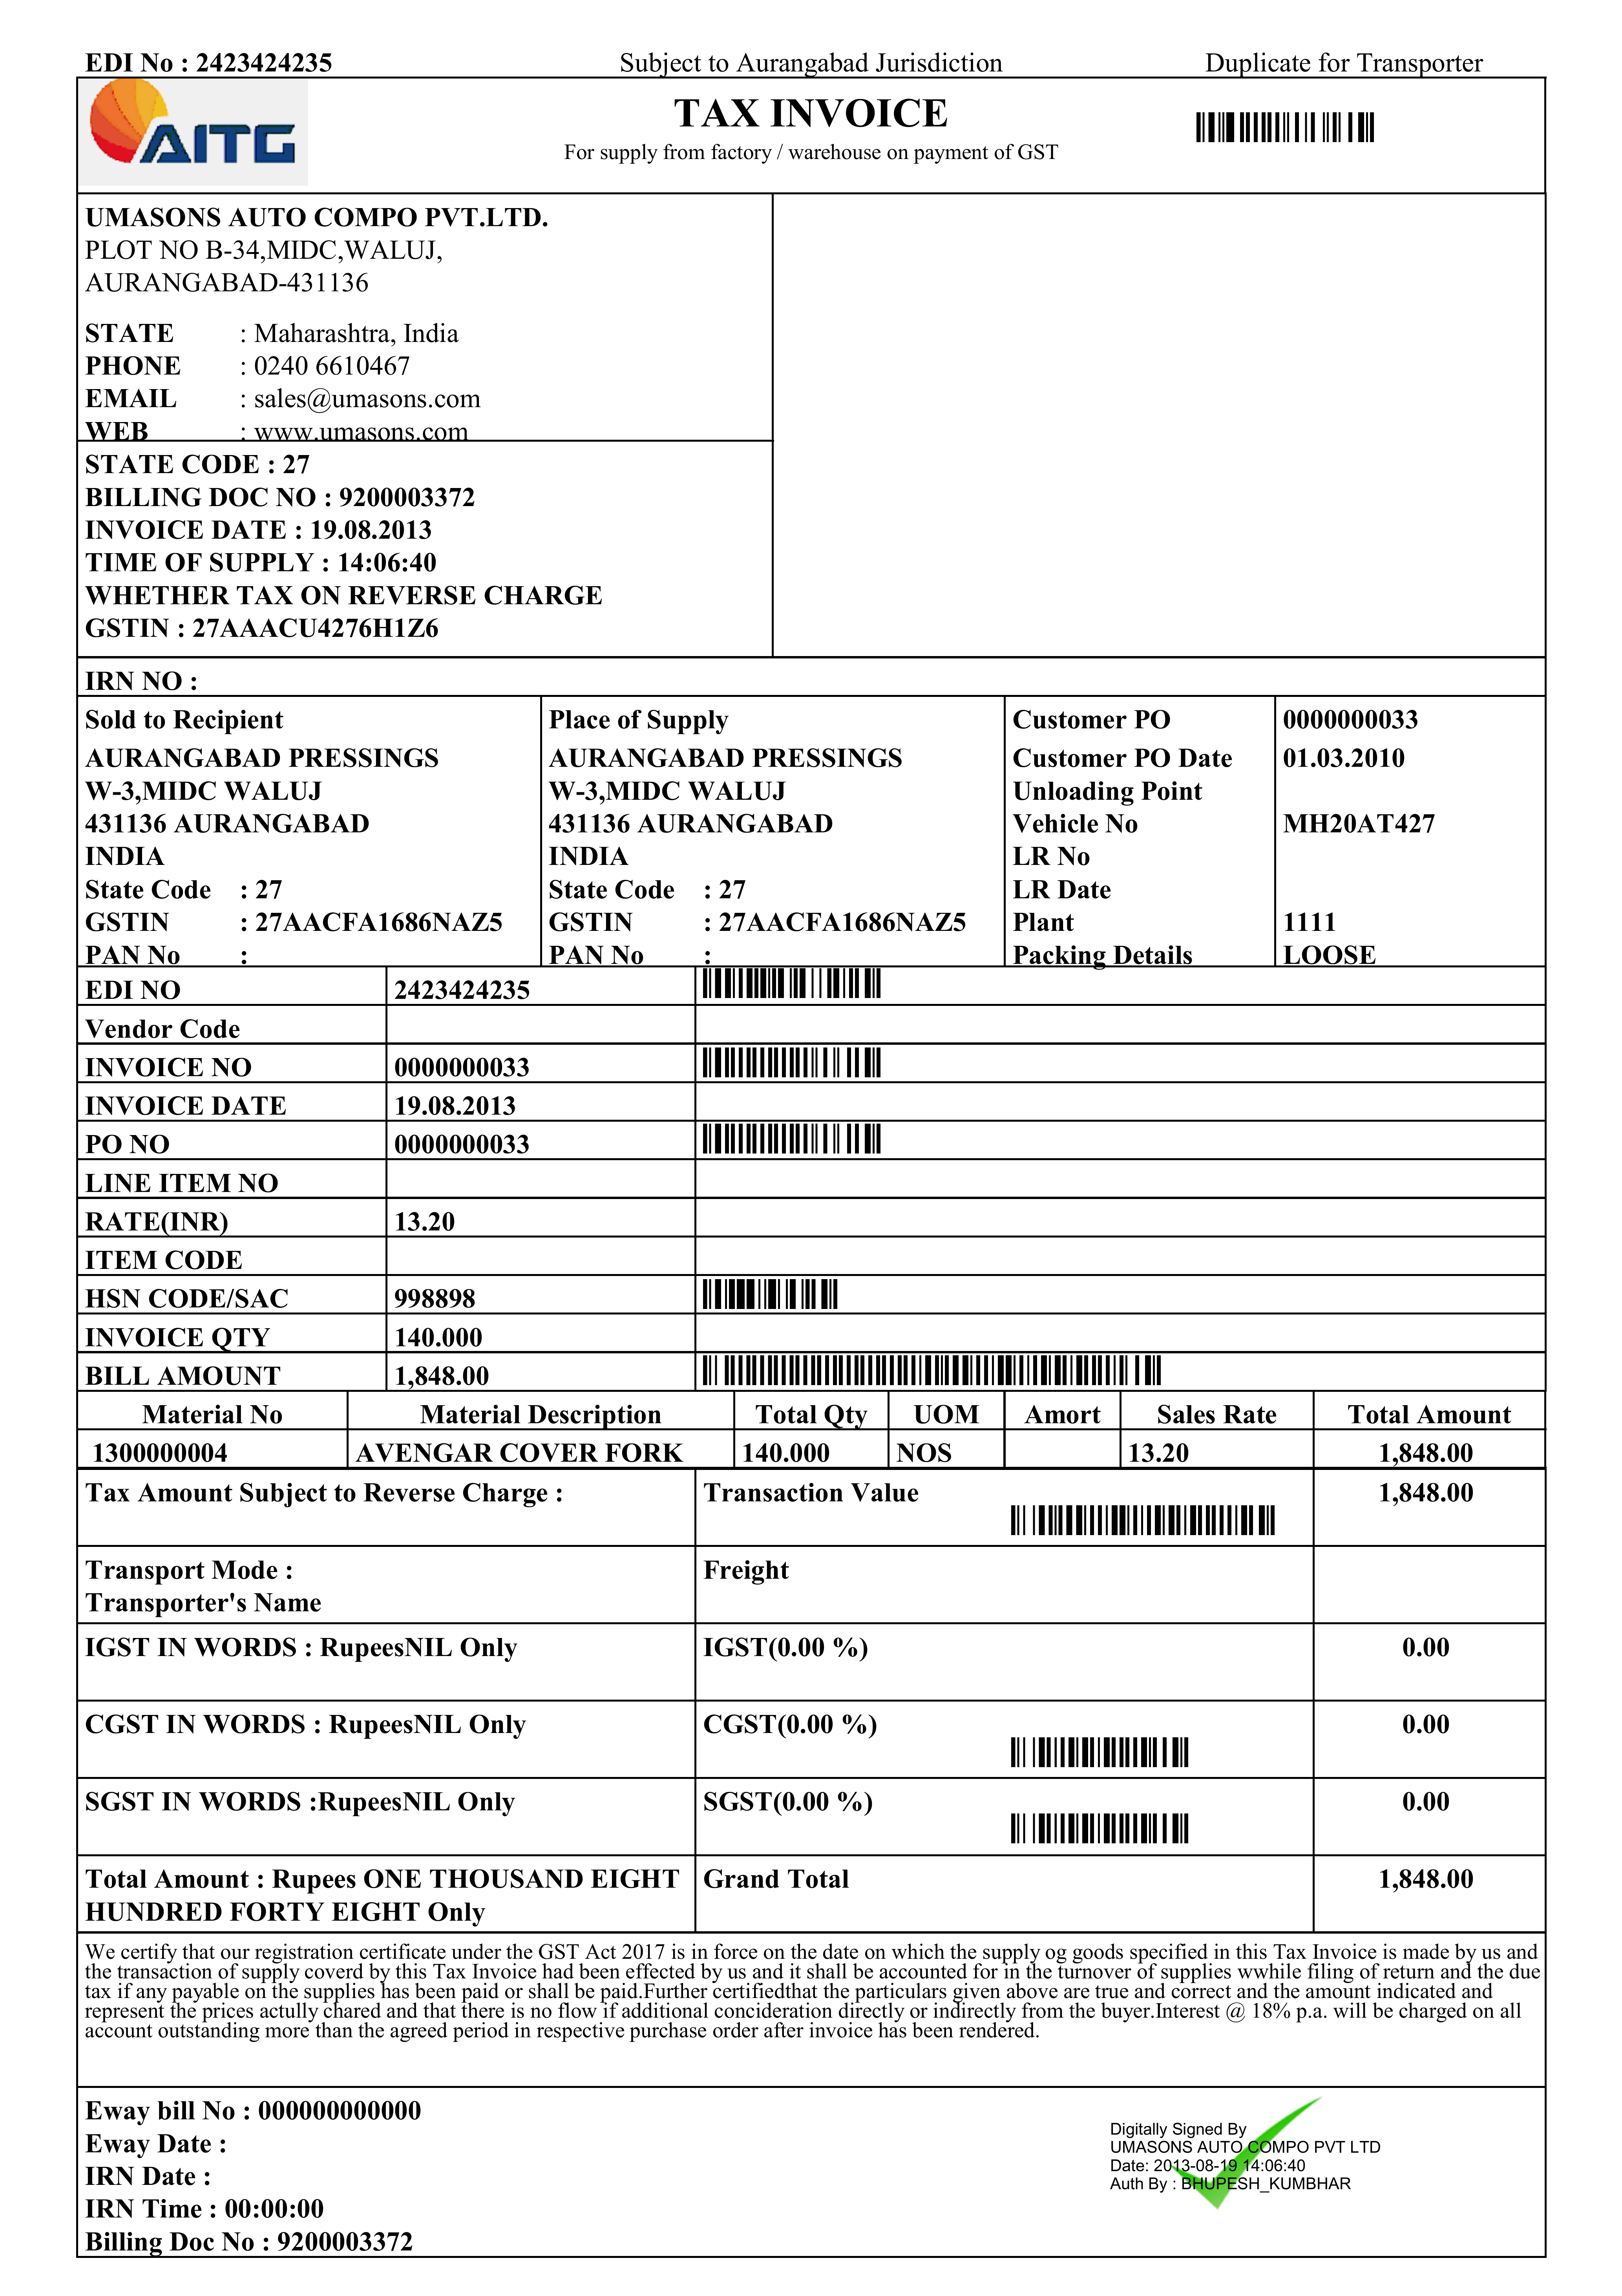 EDI No : 2423424235 Subject to Aurangabad Jurisdiction Duplicate for Transporter
AITG
TAX INVOICE
For supply from factory / warehouse on payment of GST
UMASONS AUTO COMPO PVT.LTD.
PLOT NO B-34,MIDC,WALUJ,
AURANGABAD-431136
STATE : Maharashtra, India
PHONE : 0240 6610467
EMAIL : sales@umasons.com
WEB : www.umasons.com
STATE CODE : 27
BILLING DOC NO : 9200003372
INVOICE DATE : 19.08.2013
TIME OF SUPPLY : 14:06:40
WHETHER TAX ON REVERSE CHARGE
GSTIN : 27AAACU4276H1Z6
IRN NO :
Sold to Recipient
AURANGABAD PRESSINGS
W-3,MIDC WALUJ
431136 AURANGABAD
INDIA
State Code : 27
GSTIN : 27AACFA1686NAZ5
PAN No :
Place of Supply
AURANGABAD PRESSINGS
W-3,MIDC WALUJ
431136 AURANGABAD
INDIA
State Code : 27
GSTIN : 27AACFA1686NAZ5
PAN No :
Customer PO 0000000033
Customer PO Date 01.03.2010
Unloading Point
Vehicle No MH20AT427
LR No
LR Date
Plant 1111
Packing Details LOOSE
EDI NO 2423424235
Vendor Code
INVOICE NO 0000000033
INVOICE DATE 19.08.2013
PO NO 0000000033
LINE ITEM NO
RATE(INR) 13.20
ITEM CODE
HSN CODE/SAC 998898
INVOICE QTY 140.000
BILL AMOUNT 1,848.00
Material No Material Description Total Qty UOM Amort Sales Rate Total Amount
1300000004 AVENGAR COVER FORK 140.000 NOS 13.20 1,848.00
Tax Amount Subject to Reverse Charge : Transaction Value 1,848.00
Transport Mode : Freight
Transporter's Name
IGST IN WORDS : RupeesNIL Only IGST(0.00 %) 0.00
CGST IN WORDS : RupeesNIL Only CGST(0.00 %) 0.00
SGST IN WORDS :RupeesNIL Only SGST(0.00 %) 0.00
Total Amount : Rupees ONE THOUSAND EIGHT Grand Total 1,848.00
HUNDRED FORTY EIGHT Only
We certify that our registration certificate under the GST Act 2017 is in force on the date on which the supply og goods specified in this Tax Invoice is made by us and
the transaction of supply coverd by this Tax Invoice had been effected by us and it shall be accounted for in the turnover of supplies wwhile filing of return and the due
tax if any payable on the supplies has been paid or shall be paid.Further certifiedthat the particulars given above are true and correct and the amount indicated and
represent the prices actully chared and that there is no flow if additional concideration directly or indirectly from the buyer.Interest @ 18% p.a. will be charged on all
account outstanding more than the agreed period in respective purchase order after invoice has been rendered.
Eway bill No : 000000000000
Eway Date :
IRN Date :
IRN Time : 00:00:00
Billing Doc No : 9200003372
Digitally Signed By
UMASONS AUTO COMPO PVT LTD
Date: 2013-08-19 14:06:40
Auth By : BHUPESH_KUMBHAR